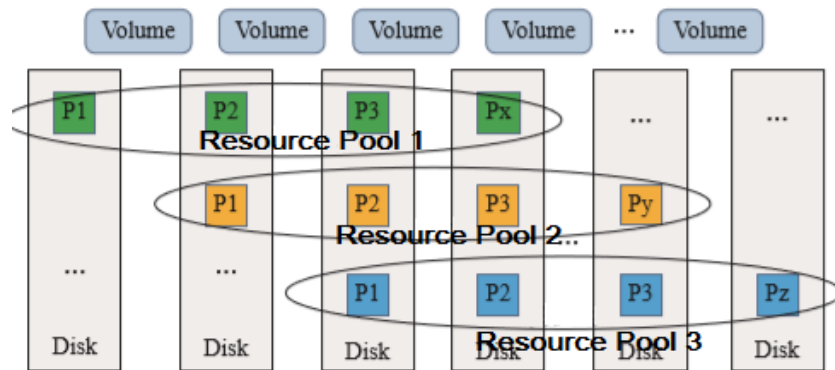 Volume Volume Volume Volume ... Volume
P1 P2 P3 Px ... ...
Resource Pool 1
P1 P2 P3 Py
Resource Pool 2
...
... ...
P1 P2 P3 Pz
Resource Pool 3
Disk Disk Disk Disk Disk Disk